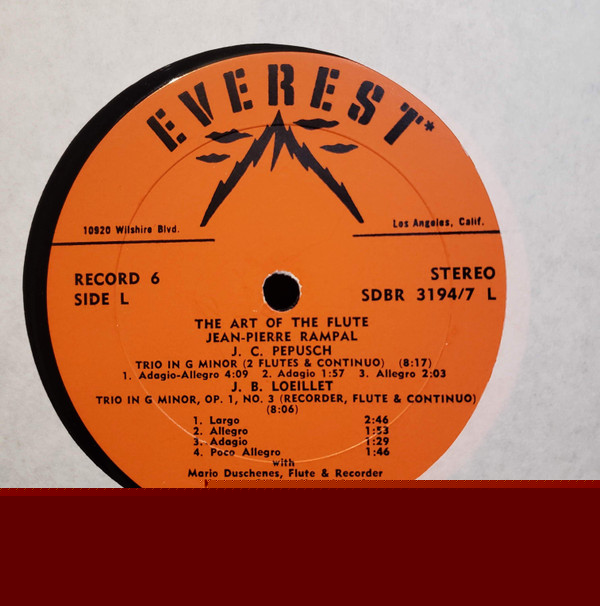 EVEREST*
10920 Wilshire Blvd.
Los Angeles, Calif.
RECORD 6
STEREO
SIDE L
SDBR 3194/7 L
THE ART OF THE FLUTE
JEAN-PIERRE RAMPAL
J. C. PEPUSCH
TRIO IN G MINOR (2 FLUTES & CONTINUO) (8:17)
1. Adagio-Allegro 4:09 2. Adagio 1:57 3. Allegro 2:03
J. B. LOEILLET
TRIO IN G MINOR, OP. 1, NO. 3 (RECORDER, FLUTE & CONTINUO)
(8:06)
1. Largo 2:46
2. Allegro 1:53
3. Adagio 1:29
4. Poco Allegro 1:46
with
Mario Duschenes, Flute & Recorder